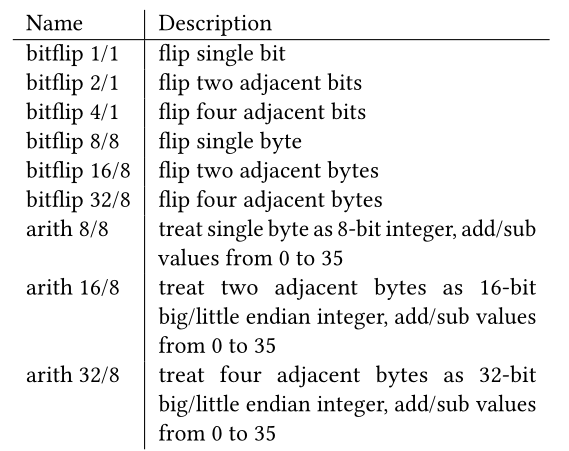 Name Description
bitflip 1/1 flip single bit
bitflip 2/1 flip two adjacent bits
bitflip 4/1 flip four adjacent bits
bitflip 8/8 flip single byte
bitflip 16/8 flip two adjacent bytes
bitflip 32/8 flip four adjacent bytes
arith 8/8 treat single byte as 8-bit integer, add/sub
values from 0 to 35
arith 16/8 treat two adjacent bytes as 16-bit
big/little endian integer, add/sub values
from 0 to 35
arith 32/8 treat four adjacent bytes as 32-bit
big/little endian integer, add/sub values
from 0 to 35